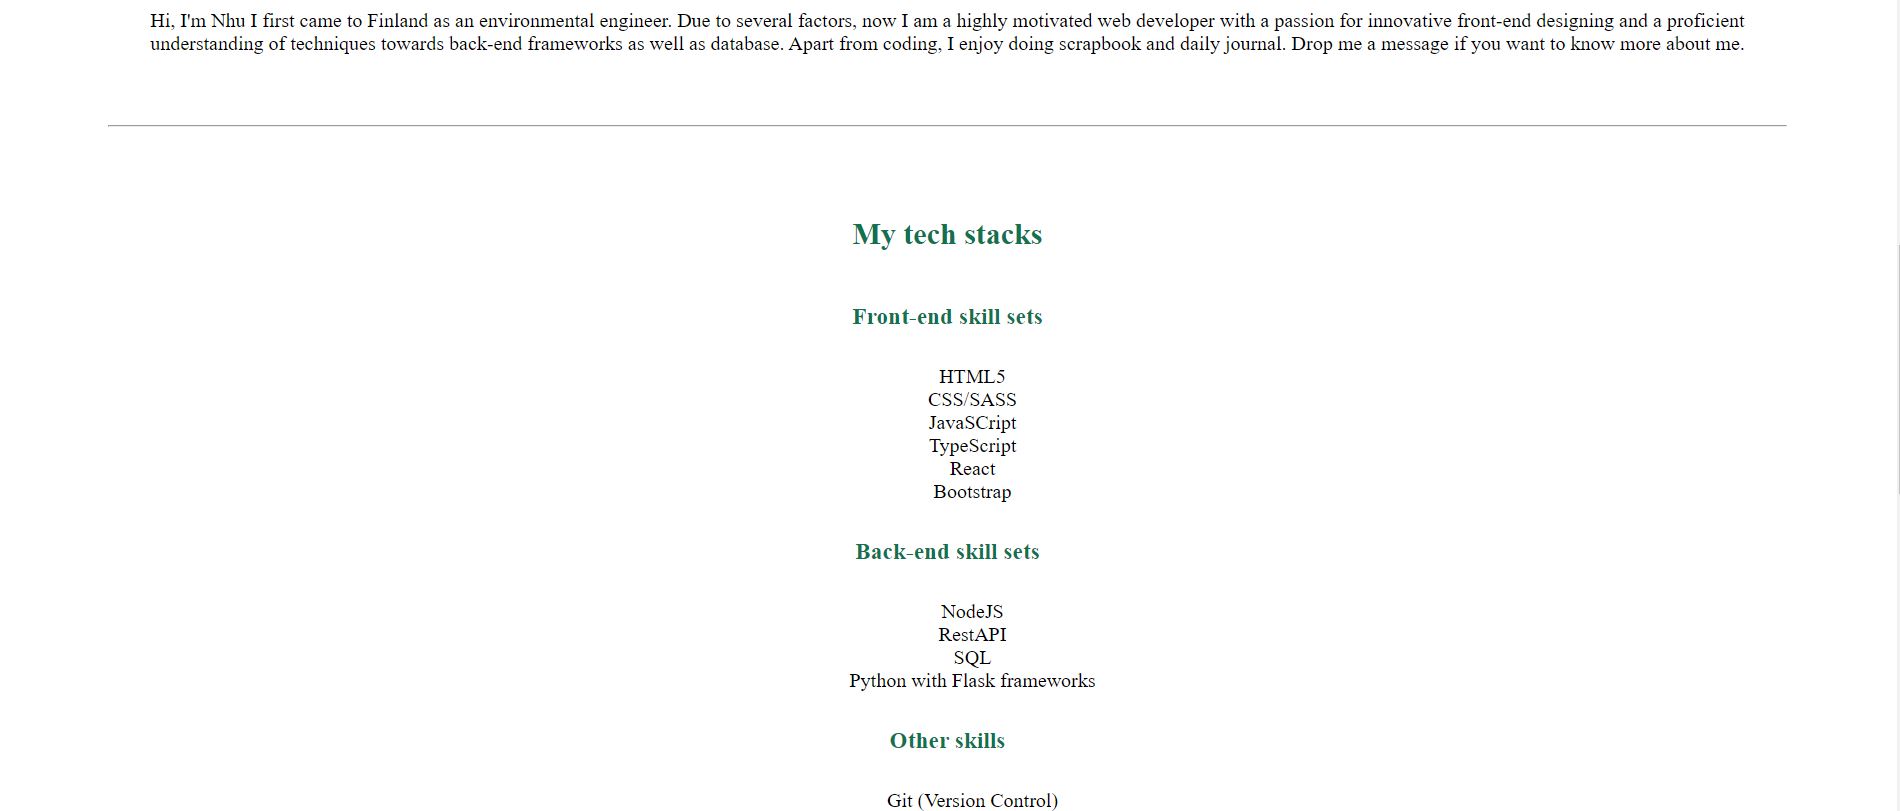 Hi, I'm Nhu I first came to Finland as an environmental engineer. Due to several factors, now I am a highly motivated web developer with a passion for innovative front-end designing and a proficient
understanding of techniques towards back-end frameworks as well as database. Apart from coding, I enjoy doing scrapbook and daily journal. Drop me a message if you want to know more about me.
My tech stacks
Front-end skill sets
HTML5
CSS/SASS
JavaSCript
TypeScript
React
Bootstrap
Back-end skill sets
NodeJS
RestAPI
SQL
Python with Flask frameworks
Other skills
Git (Version Control)